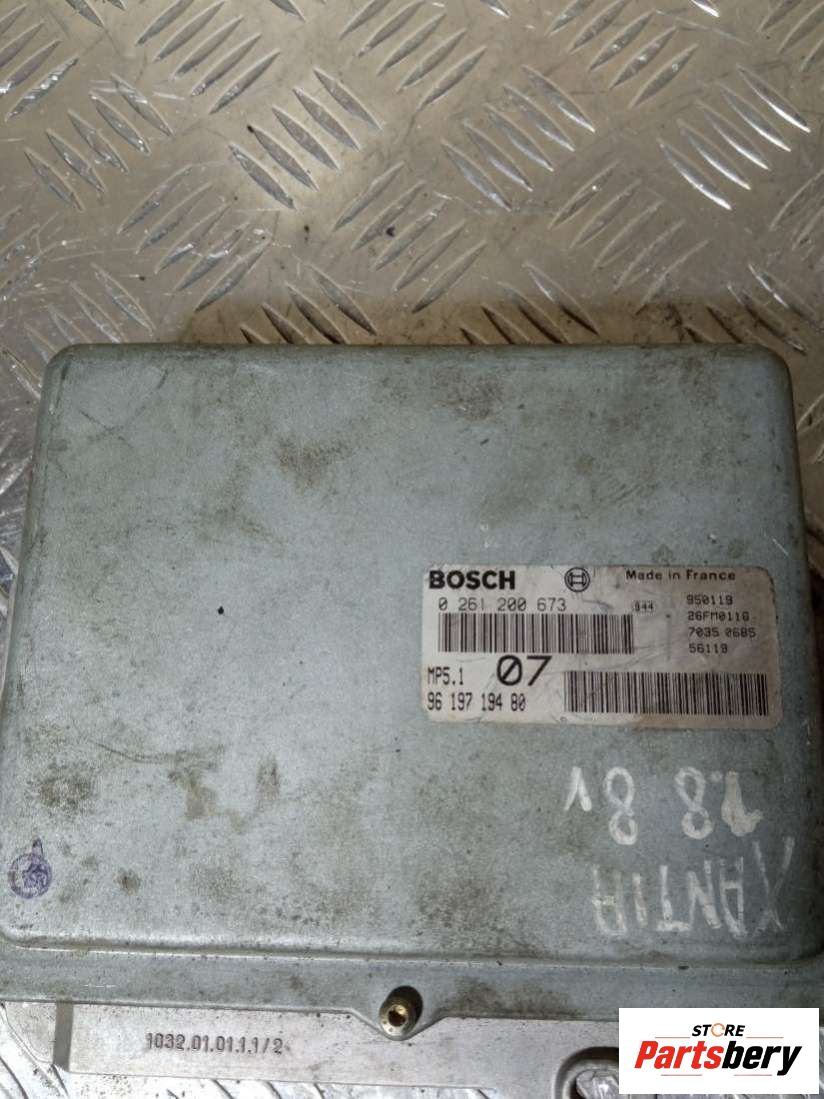 BOSCH Made in France
0 261 200 673 944 950119
26FM0116
7035 0685
56119
MP5.1 07
96 197 194 80
XANTIA
1.8 8v
1032.01.01.1.1/2
STORE
Partsbery